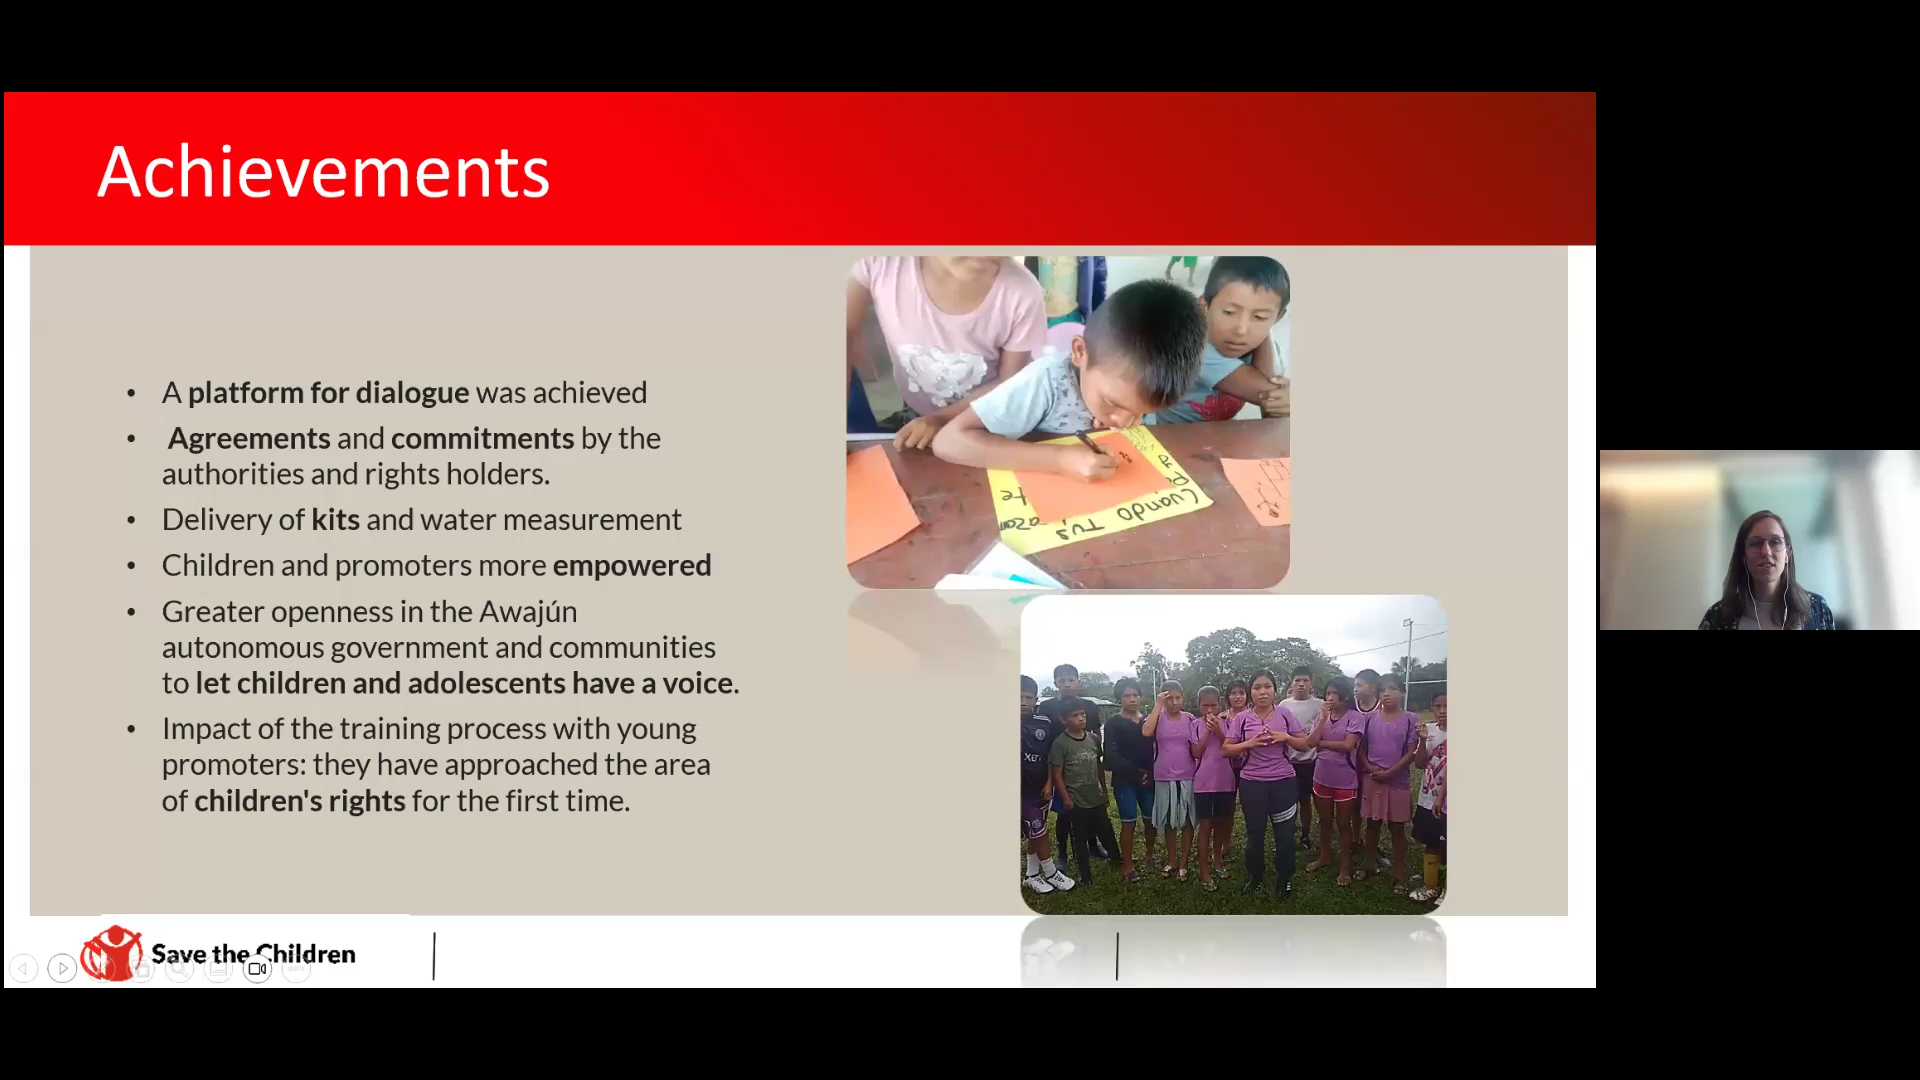 Achievements
• A platform for dialogue was achieved
• Agreements and commitments by the
authorities and rights holders.
• Delivery of kits and water measurement
• Children and promoters more empowered
• Greater openness in the Awajún
autonomous government and communities
to let children and adolescents have a voice.
• Impact of the training process with young
promoters: they have approached the area
of children's rights for the first time.
Cuando Tus
Save the Children